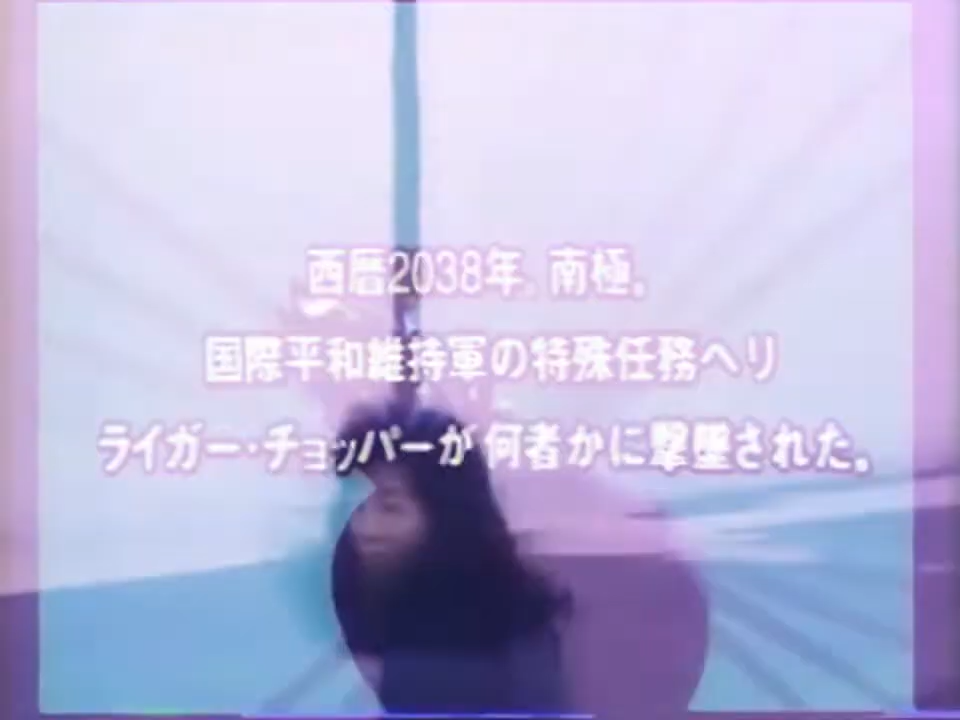 西暦2038年、南極。
国際平和維持軍の特殊任務ヘリ
ライガー・チョッパーが何者かに撃墜された。